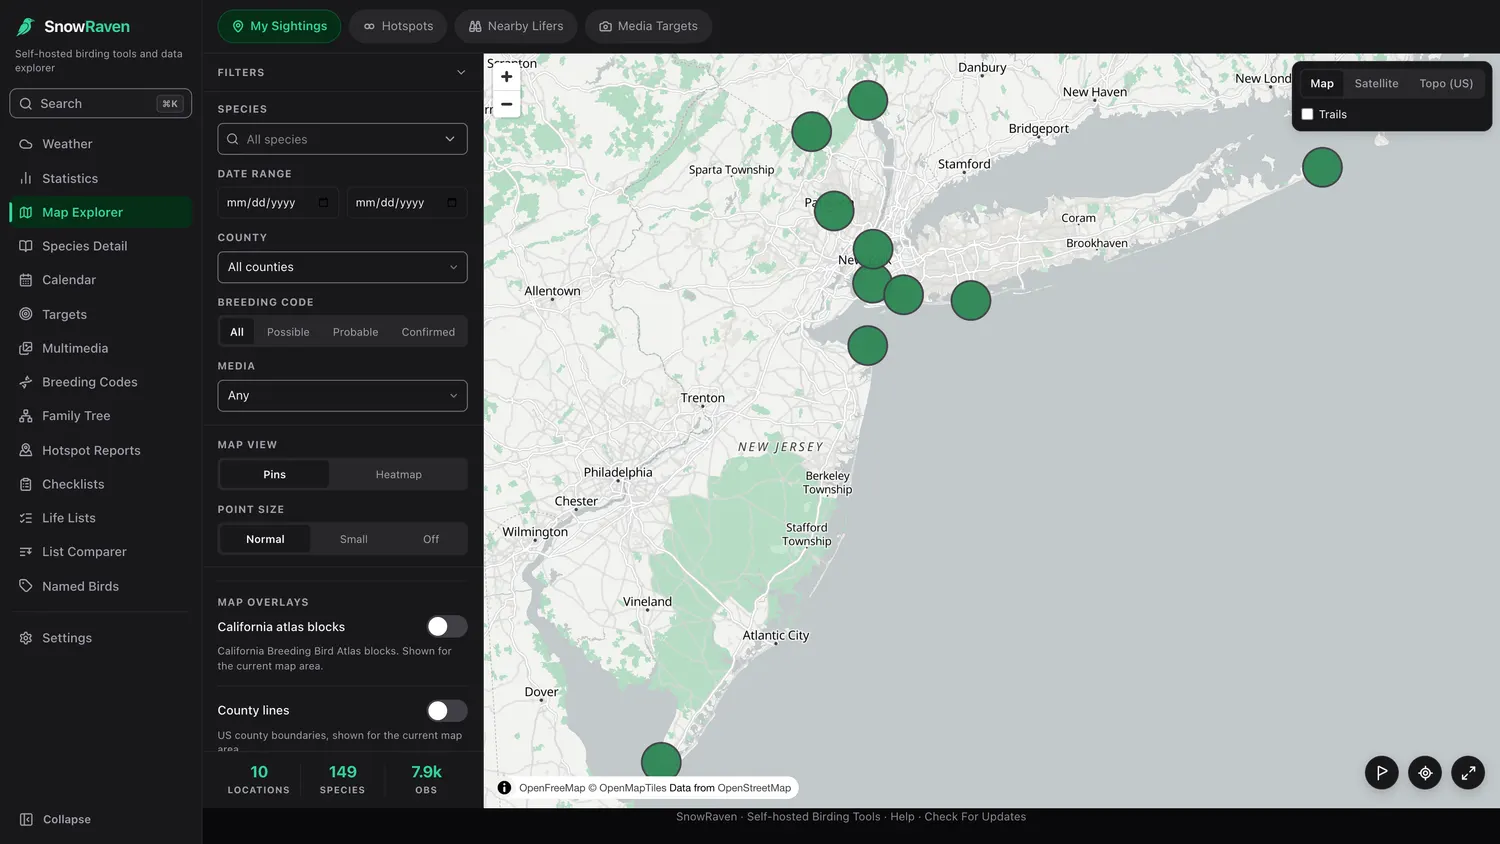 SnowRaven
Self-hosted birding tools and data
explorer
Search
⌘K
Weather
Statistics
Map Explorer
Species Detail
Calendar
Targets
Multimedia
Breeding Codes
Family Tree
Hotspot Reports
Checklists
Life Lists
List Comparer
Named Birds
Settings
Collapse
My Sightings
Hotspots
Nearby Lifers
Media Targets
FILTERS
SPECIES
All species
DATE RANGE
mm/dd/yyyy
mm/dd/yyyy
COUNTY
All counties
BREEDING CODE
All
Possible
Probable
Confirmed
MEDIA
Any
MAP VIEW
Pins
Heatmap
POINT SIZE
Normal
Small
Off
MAP OVERLAYS
California atlas blocks
California Breeding Bird Atlas blocks. Shown for
the current map area.
County lines
US county boundaries, shown for the current map
area
10
LOCATIONS
149
SPECIES
7.9k
OBS
+
−
Danbury
New Haven
Bridgeport
Stamford
Sparta Township
Coram
Brookhaven
Allentown
Trenton
NEW JERSEY
Philadelphia
Chester
Wilmington
Berkeley
Township
Stafford
Township
Vineland
Atlantic City
Dover
Map
Satellite
Topo (US)
Trails
OpenFreeMap © OpenMapTiles Data from OpenStreetMap
SnowRaven · Self-hosted Birding Tools · Help · Check For Updates